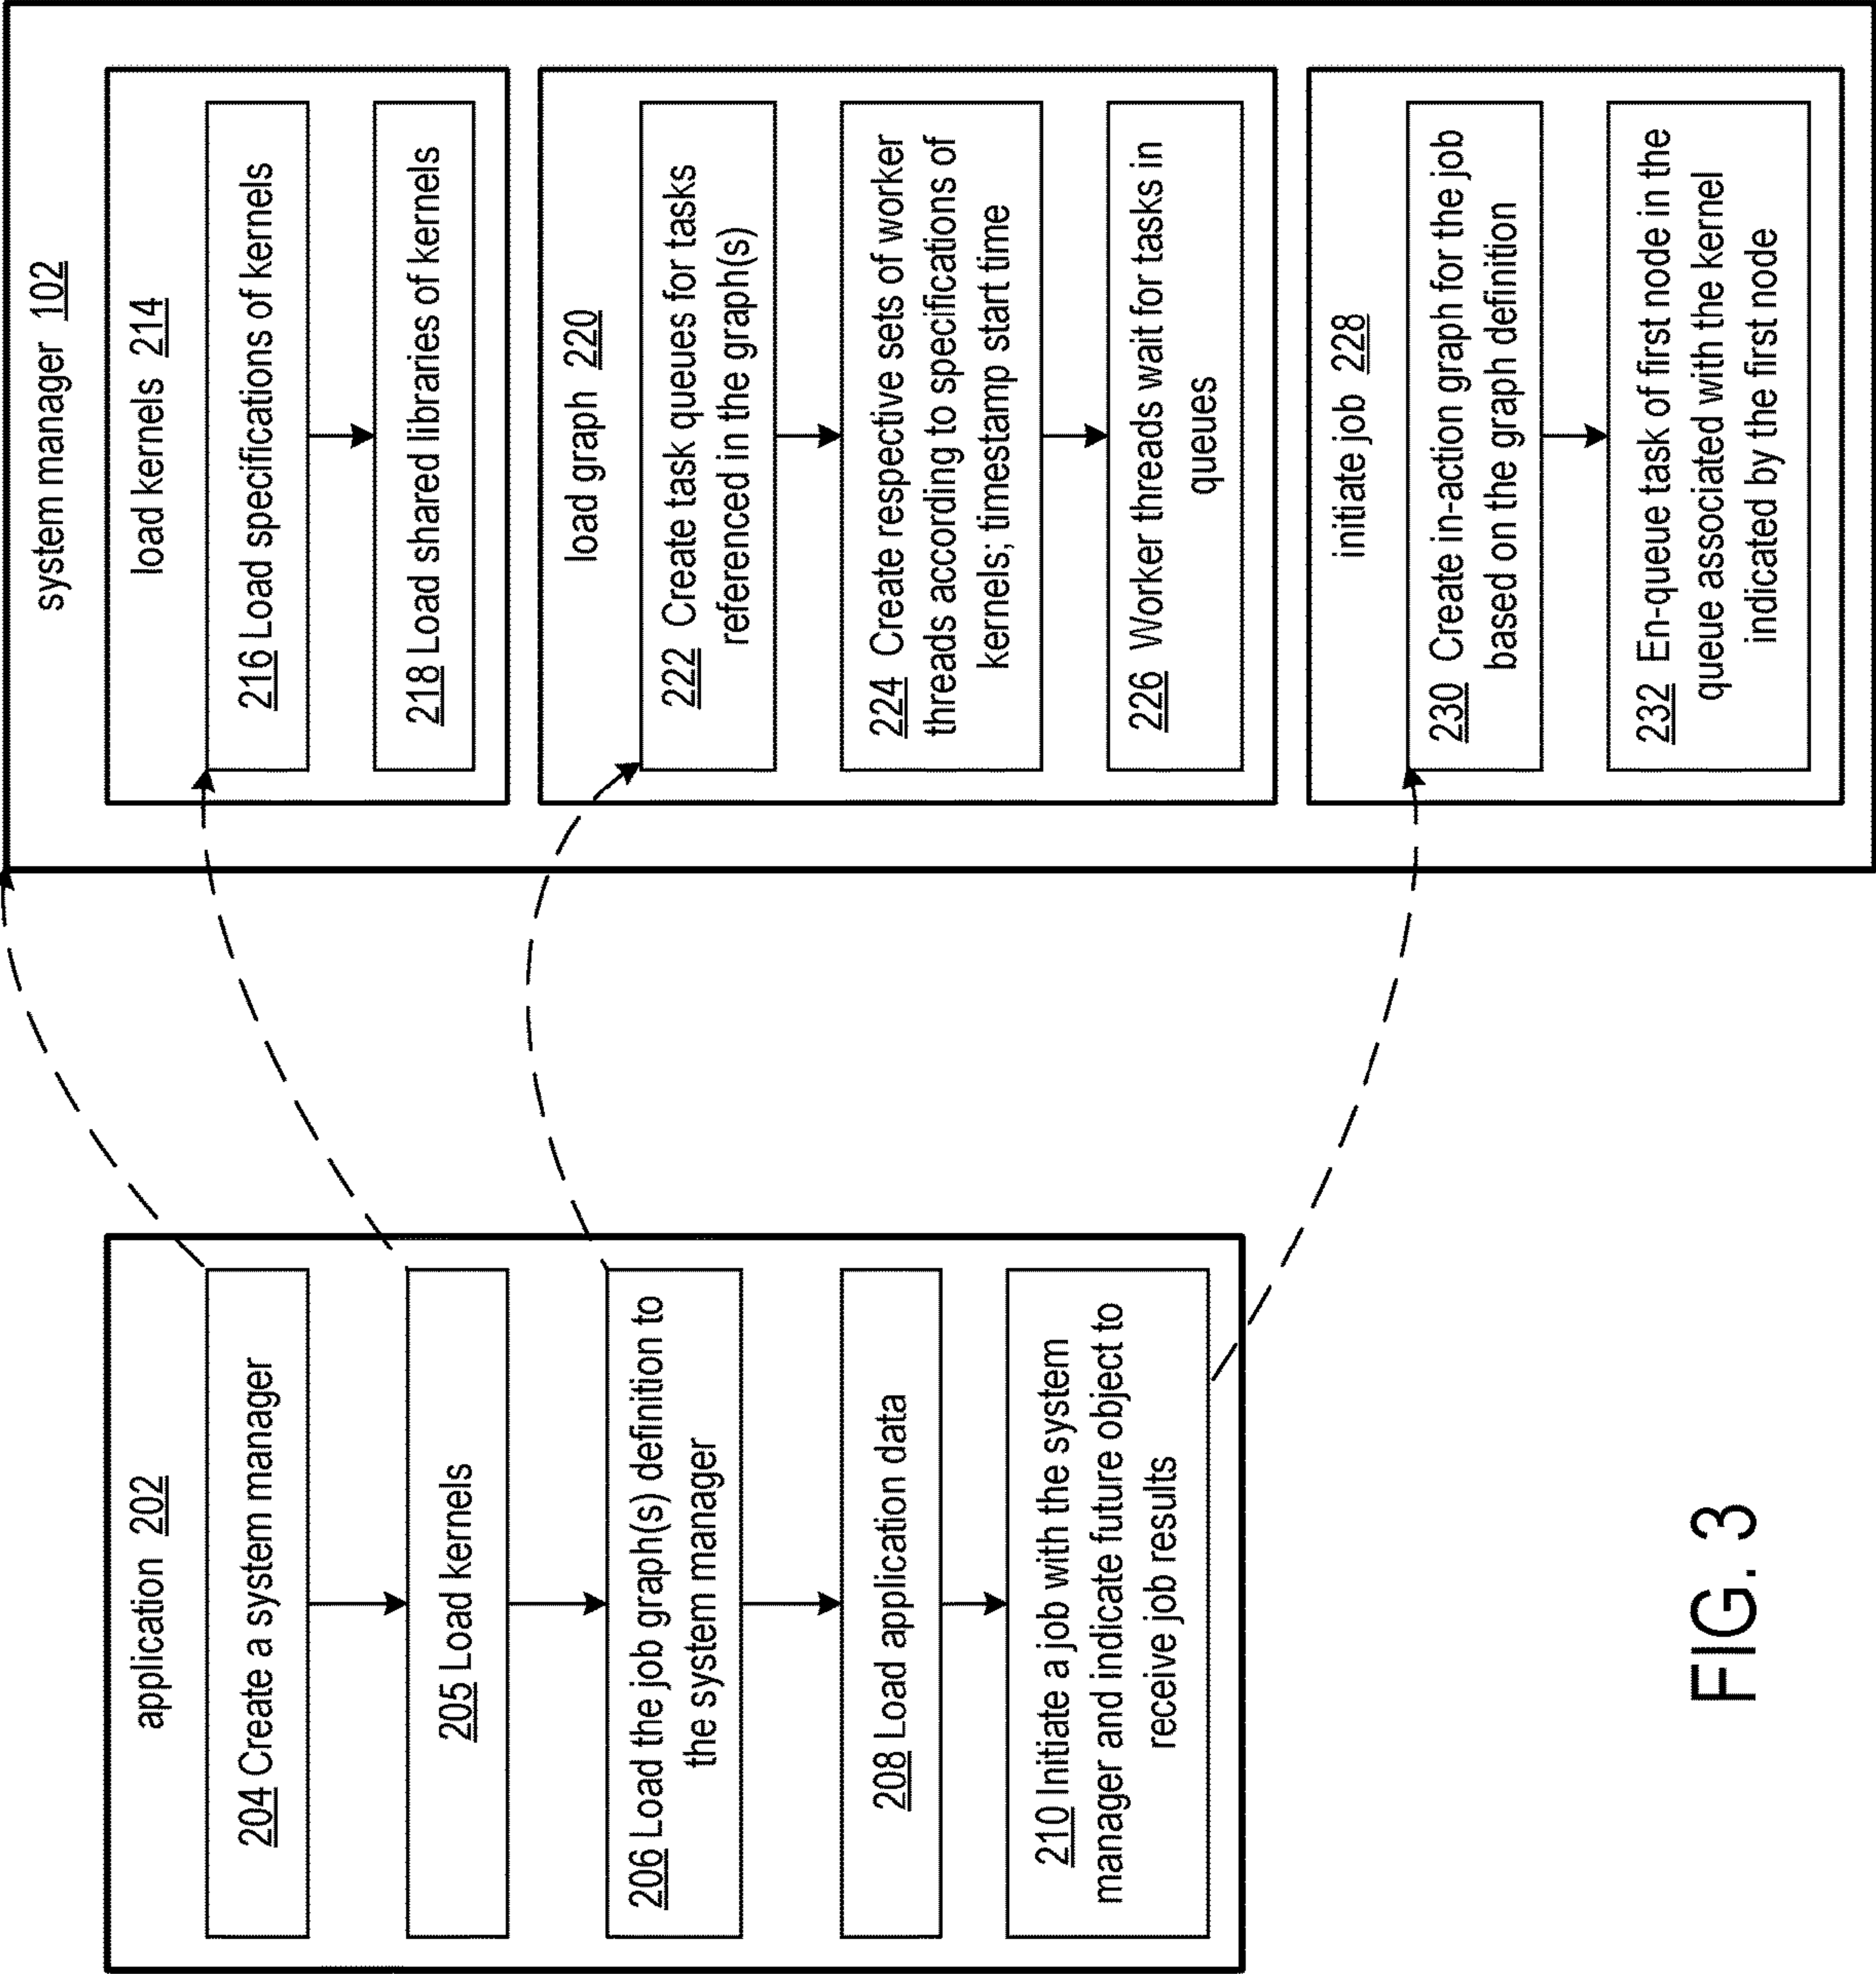 application 202
204 Create a system manager
205 Load kernels
206 Load the job graph(s) definition to
the system manager
208 Load application data
210 Initiate a job with the system
manager and indicate future object to
receive job results
system manager 102
load kernels 214
216 Load specifications of kernels
218 Load shared libraries of kernels
load graph 220
222 Create task queues for tasks
referenced in the graph(s)
224 Create respective sets of worker
threads according to specifications of
kernels; timestamp start time
226 Worker threads wait for tasks in
queues
initiate job 228
230 Create in-action graph for the job
based on the graph definition
232 En-queue task of first node in the
queue associated with the kernel
indicated by the first node
FIG. 3